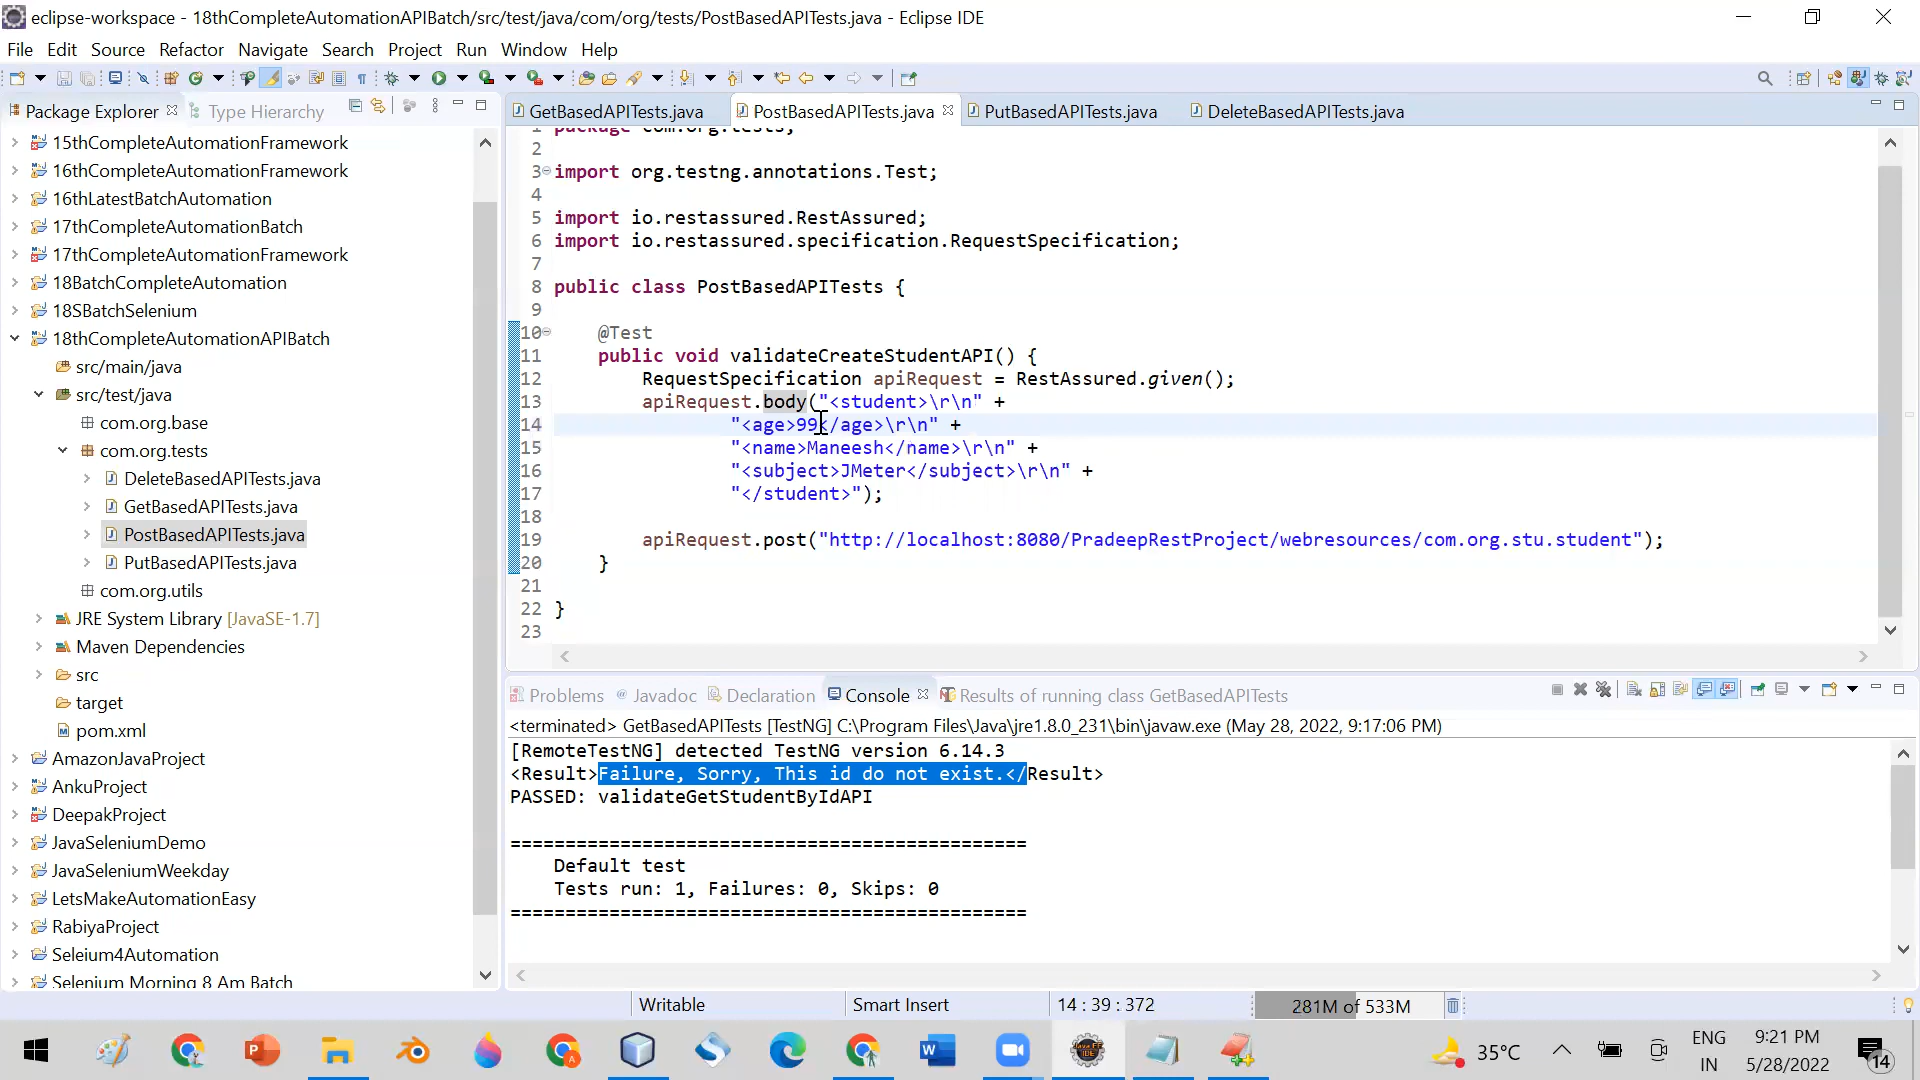 eclipse-workspace - 18thCompleteAutomationAPIBatch/src/test/java/com/org/tests/PostBasedAPITests.java - Eclipse IDE
File Edit Source Refactor Navigate Search Project Run Window Help
Package Explorer Type Hierarchy
15thCompleteAutomationFramework
16thCompleteAutomationFramework
16thLatestBatchAutomation
17thCompleteAutomationBatch
17thCompleteAutomationFramework
18BatchCompleteAutomation
18SBatchSelenium
18thCompleteAutomationAPIBatch
src/main/java
src/test/java
com.org.base
com.org.tests
DeleteBasedAPITests.java
GetBasedAPITests.java
PostBasedAPITests.java
PutBasedAPITests.java
com.org.utils
JRE System Library [JavaSE-1.7]
Maven Dependencies
src
target
pom.xml
AmazonJavaProject
AnkuProject
DeepakProject
JavaSeleniumDemo
JavaSeleniumWeekday
LetsMakeAutomationEasy
RabiyaProject
Seleium4Automation
Selenium Morning 8 Am Batch
GetBasedAPITests.java PostBasedAPITests.java PutBasedAPITests.java DeleteBasedAPITests.java
1 package com.org.tests;
2
3 import org.testng.annotations.Test;
4
5 import io.restassured.RestAssured;
6 import io.restassured.specification.RequestSpecification;
7
8 public class PostBasedAPITests {
9
10 @Test
11 public void validateCreateStudentAPI() {
12 RequestSpecification apiRequest = RestAssured.given();
13 apiRequest.body("<student>\r\n" +
14 "<age>99</age>\r\n" +
15 "<name>Maneesh</name>\r\n" +
16 "<subject>JMeter</subject>\r\n" +
17 "</student>");
18
19 apiRequest.post("http://localhost:8080/PradeepRestProject/webresources/com.org.stu.student");
20 }
21
22 }
23
Problems @ Javadoc Declaration Console Results of running class GetBasedAPITests
<terminated> GetBasedAPITests [TestNG] C:\Program Files\Java\jre1.8.0_231\bin\javaw.exe (May 28, 2022, 9:17:06 PM)
[RemoteTestNG] detected TestNG version 6.14.3
<Result>Failure, Sorry, This id do not exist.</Result>
PASSED: validateGetStudentByIdAPI
===============================================
Default test
Tests run: 1, Failures: 0, Skips: 0
===============================================
Writable Smart Insert 14 : 39 : 372 281M of 533M
35°C ENG IN 9:21 PM 5/28/2022 14